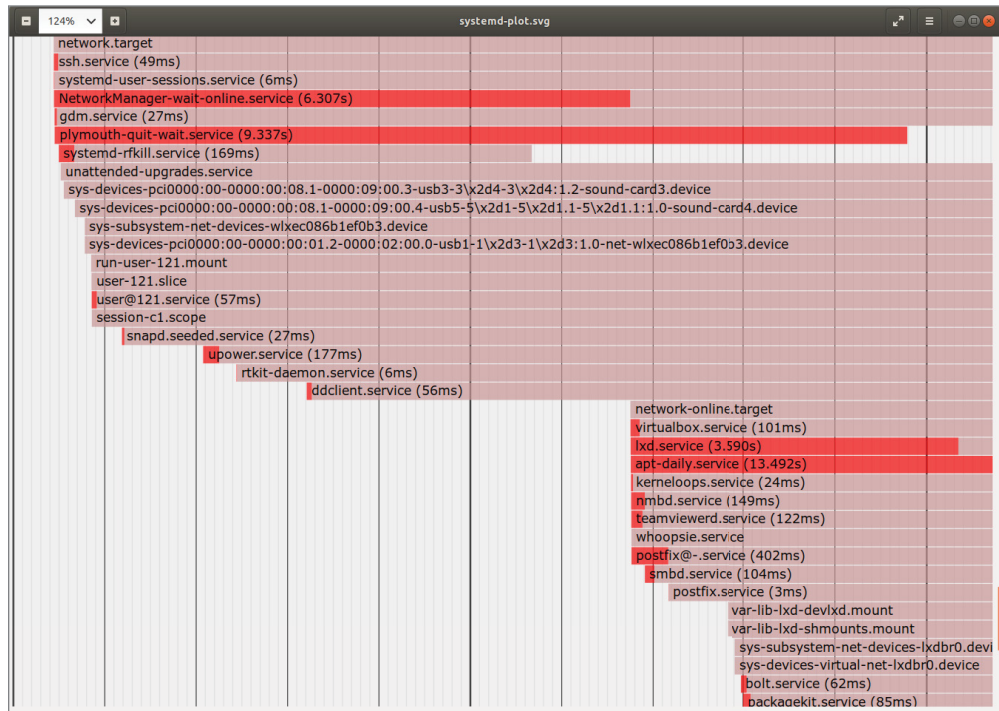 124%
systemd-plot.svg
network.target
ssh.service (49ms)
systemd-user-sessions.service (6ms)
NetworkManager-wait-online.service (6.307s)
gdm.service (27ms)
plymouth-quit-wait.service (9.337s)
systemd-rfkill.service (169ms)
unattended-upgrades.service
sys-devices-pci0000:00-0000:00:08.1-0000:09:00.3-usb3-3\x2d4-3\x2d4:1.2-sound-card3.device
sys-devices-pci0000:00-0000:00:08.1-0000:09:00.4-usb5-5\x2d1-5\x2d1.1-5\x2d1.1:1.0-sound-card4.device
sys-subsystem-net-devices-wlxec086b1ef0b3.device
sys-devices-pci0000:00-0000:00:01.2-0000:02:00.0-usb1-1\x2d3-1\x2d3:1.0-net-wlxec086b1ef0b3.device
run-user-121.mount
user-121.slice
user@121.service (57ms)
session-c1.scope
snapd.seeded.service (27ms)
upower.service (177ms)
rtkit-daemon.service (6ms)
ddclient.service (56ms)
network-online.target
virtualbox.service (101ms)
lxd.service (3.590s)
apt-daily.service (13.492s)
kerneloops.service (24ms)
nmbd.service (149ms)
teamviewerd.service (122ms)
whoopsie.service
postfix@-.service (402ms)
smbd.service (104ms)
postfix.service (3ms)
var-lib-lxd-devlxd.mount
var-lib-lxd-shmounts.mount
sys-subsystem-net-devices-lxdbr0.devi
sys-devices-virtual-net-lxdbr0.device
bolt.service (62ms)
packagekit.service (85ms)